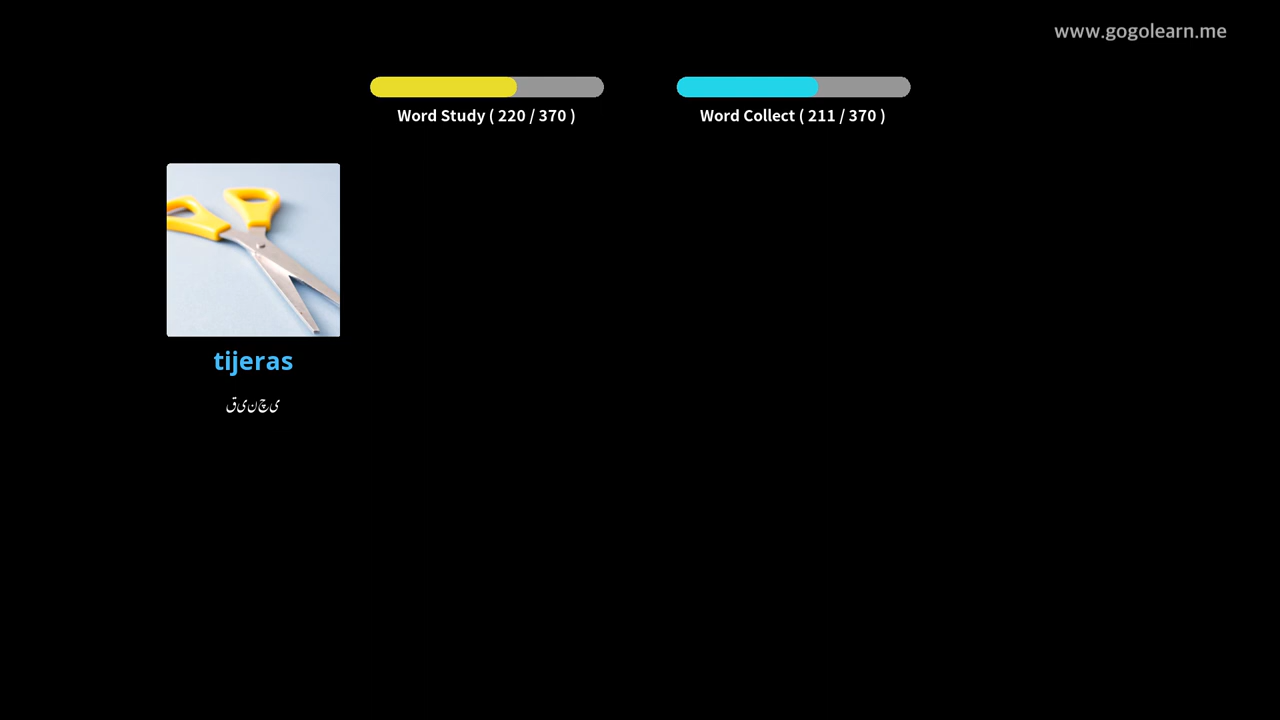 www.gogolearn.me
Word Study ( 220 / 370 )
Word Collect ( 211 / 370 )
tijeras
قینچی